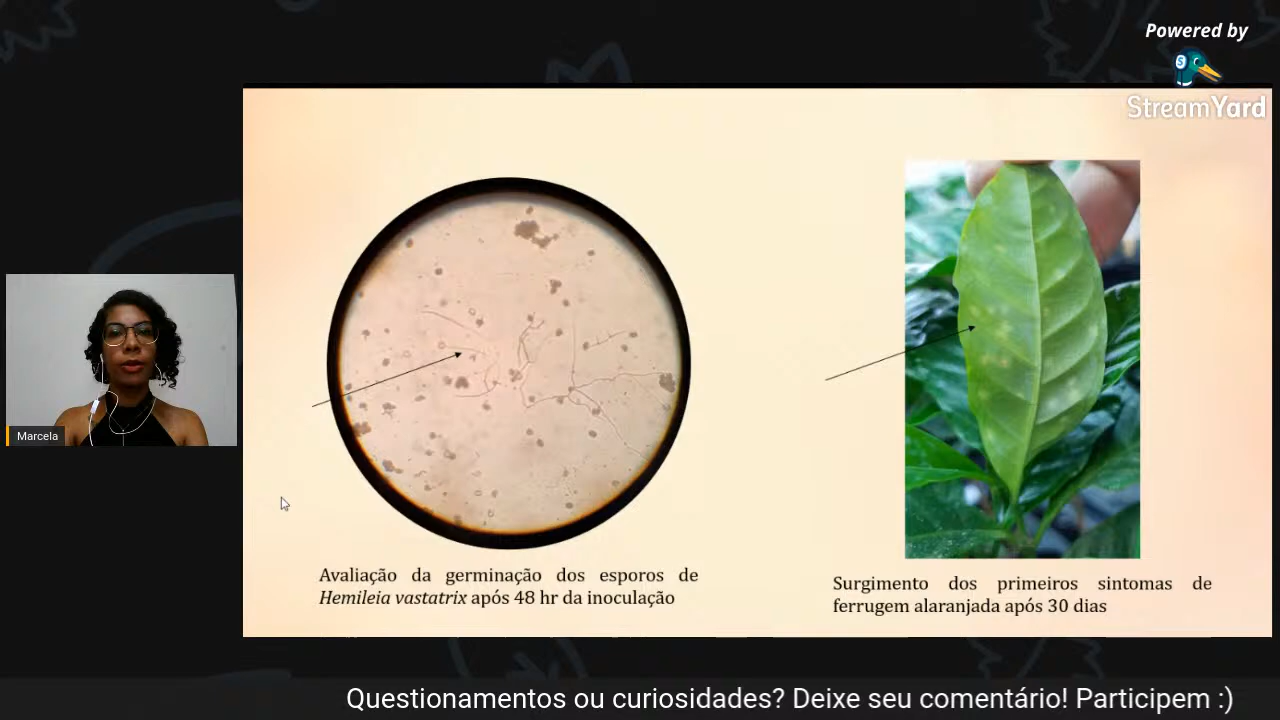 Powered by
StreamYard
Marcela
Avaliação da germinação dos esporos de
Hemileia vastatrix após 48 hr da inoculação
Surgimento dos primeiros sintomas de
ferrugem alaranjada após 30 dias
Questionamentos ou curiosidades? Deixe seu comentário! Participem :)